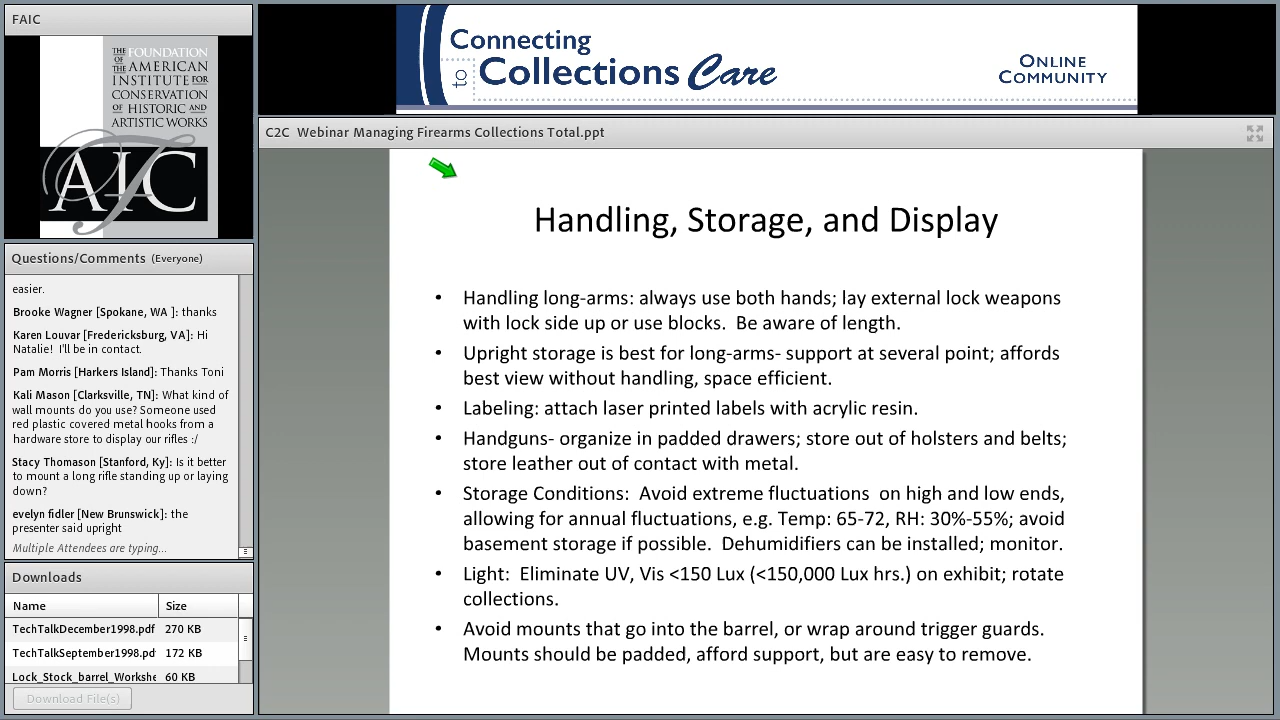 FAIC
THE FOUNDATION
OF THE AMERICAN
INSTITUTE FOR
CONSERVATION
OF HISTORIC AND
ARTISTIC WORKS
AIC
Connecting
to Collections Care
ONLINE
COMMUNITY
C2C Webinar Managing Firearms Collections Total.ppt
Questions/Comments (Everyone)
easier.
Brooke Wagner [Spokane, WA ]: thanks
Karen Louvar [Fredericksburg, VA]: Hi
Natalie! I'll be in contact.
Pam Morris [Harkers Island]: Thanks Toni
Kali Mason [Clarksville, TN]: What kind of
wall mounts do you use? Someone used
red plastic covered metal hooks from a
hardware store to display our rifles :/
Stacy Thomason [Stanford, Ky]: Is it better
to mount a long rifle standing up or laying
down?
evelyn fidler [New Brunswick]: the
presenter said upright
Multiple Attendees are typing...
Downloads
Name Size
TechTalkDecember1998.pdf 270 KB
TechTalkSeptember1998.pd 172 KB
Lock_Stock_barrel_Workshe 60 KB
Download File(s)
Handling, Storage, and Display
• Handling long-arms: always use both hands; lay external lock weapons
with lock side up or use blocks. Be aware of length.
• Upright storage is best for long-arms- support at several point; affords
best view without handling, space efficient.
• Labeling: attach laser printed labels with acrylic resin.
• Handguns- organize in padded drawers; store out of holsters and belts;
store leather out of contact with metal.
• Storage Conditions: Avoid extreme fluctuations on high and low ends,
allowing for annual fluctuations, e.g. Temp: 65-72, RH: 30%-55%; avoid
basement storage if possible. Dehumidifiers can be installed; monitor.
• Light: Eliminate UV, Vis <150 Lux (<150,000 Lux hrs.) on exhibit; rotate
collections.
• Avoid mounts that go into the barrel, or wrap around trigger guards.
Mounts should be padded, afford support, but are easy to remove.